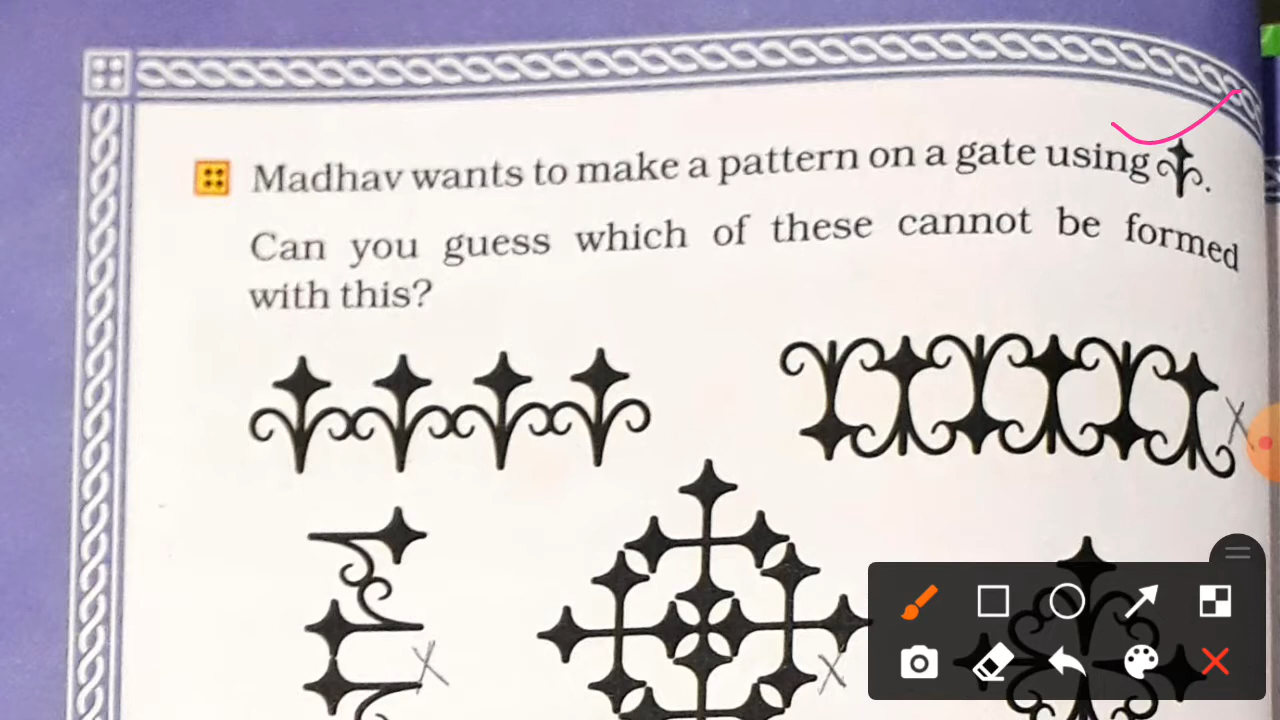 Madhav wants to make a pattern on a gate using .
Can you guess which of these cannot be formed
with this?